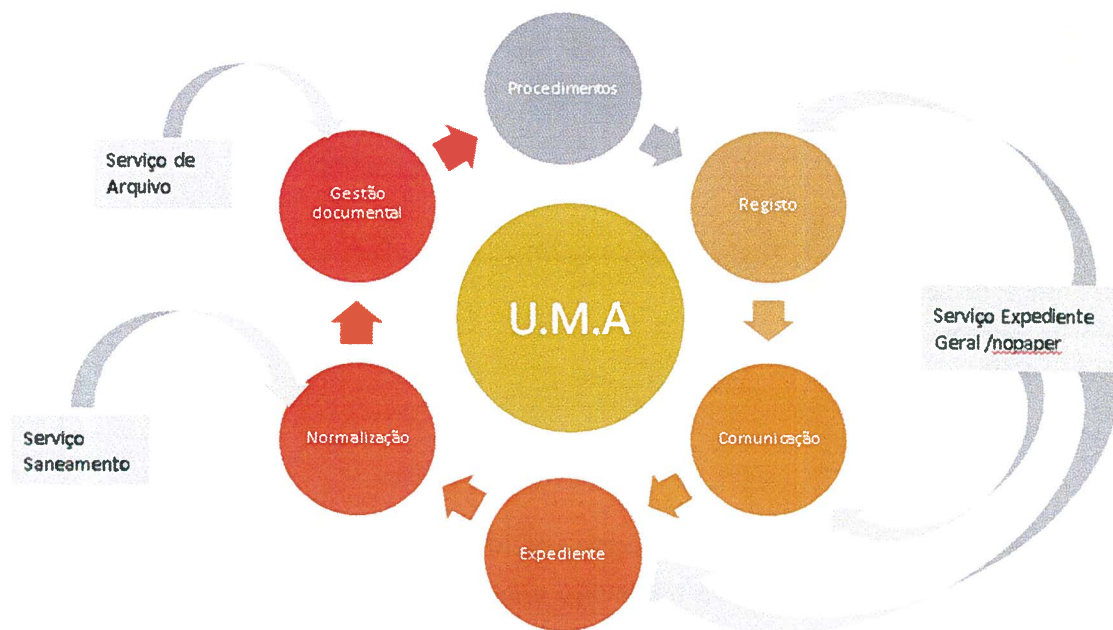 Procedimentos
Serviço de
Arquivo
Gestão
documental
Registo
U.M.A
Serviço Expediente
Geral /nopaper
Serviço
Saneamento
Normalização
Comunicação
Expediente